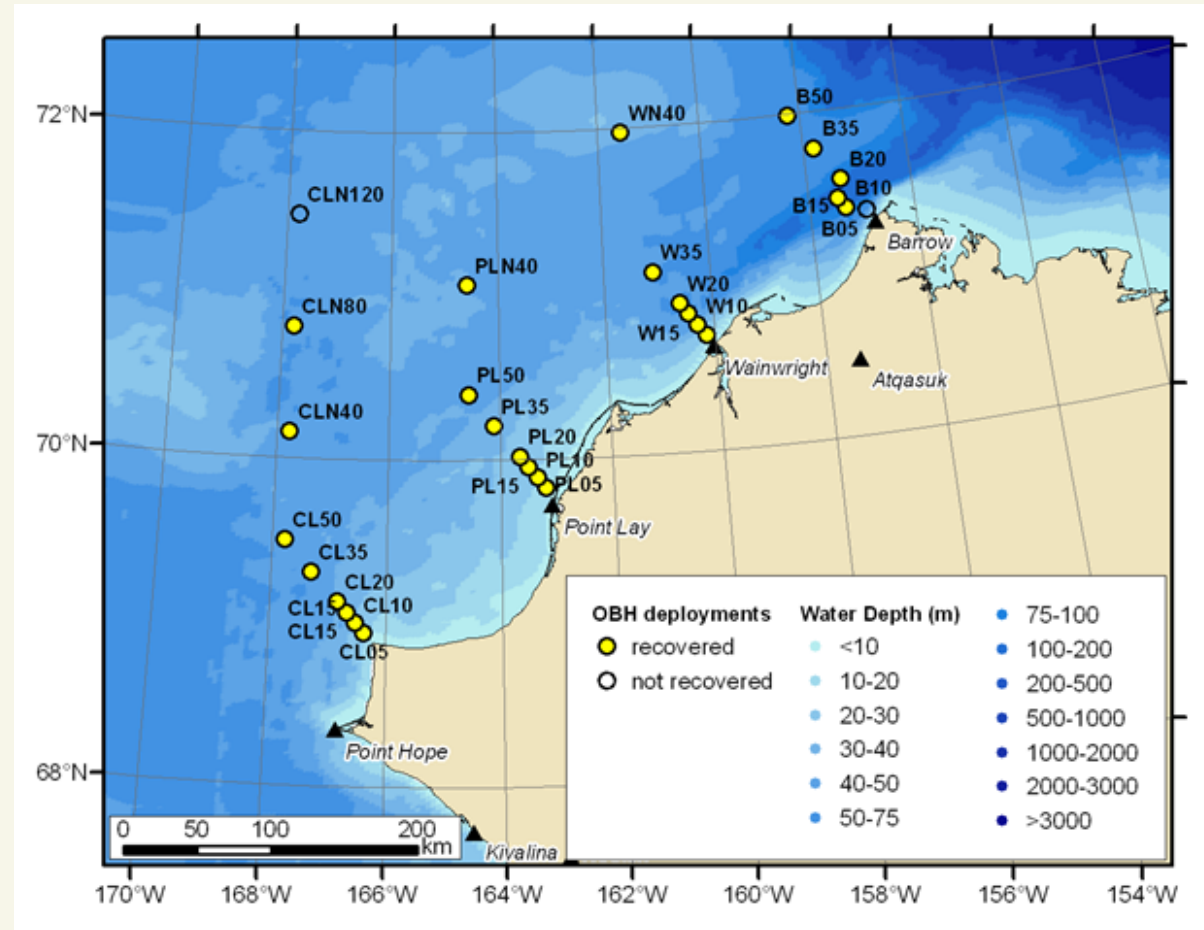 72°N
70°N
68°N
B50
WN40
B35
B20
B10
CLN120
B15
B05
Barrow
W35
PLN40
W20
CLN80
W10
W15
Wainwright
Atqasuk
PL50
PL35
CLN40
PL20
PL10
PL15
PL05
Point Lay
CL50
CL35
CL20
CL15
CL10
CL15
CL05
Point Hope
Kivalina
OBH deployments
recovered
not recovered
Water Depth (m)
<10
10-20
20-30
30-40
40-50
50-75
75-100
100-200
200-500
500-1000
1000-2000
2000-3000
>3000
0 50 100 200
km
170°W 168°W 166°W 164°W 162°W 160°W 158°W 156°W 154°W